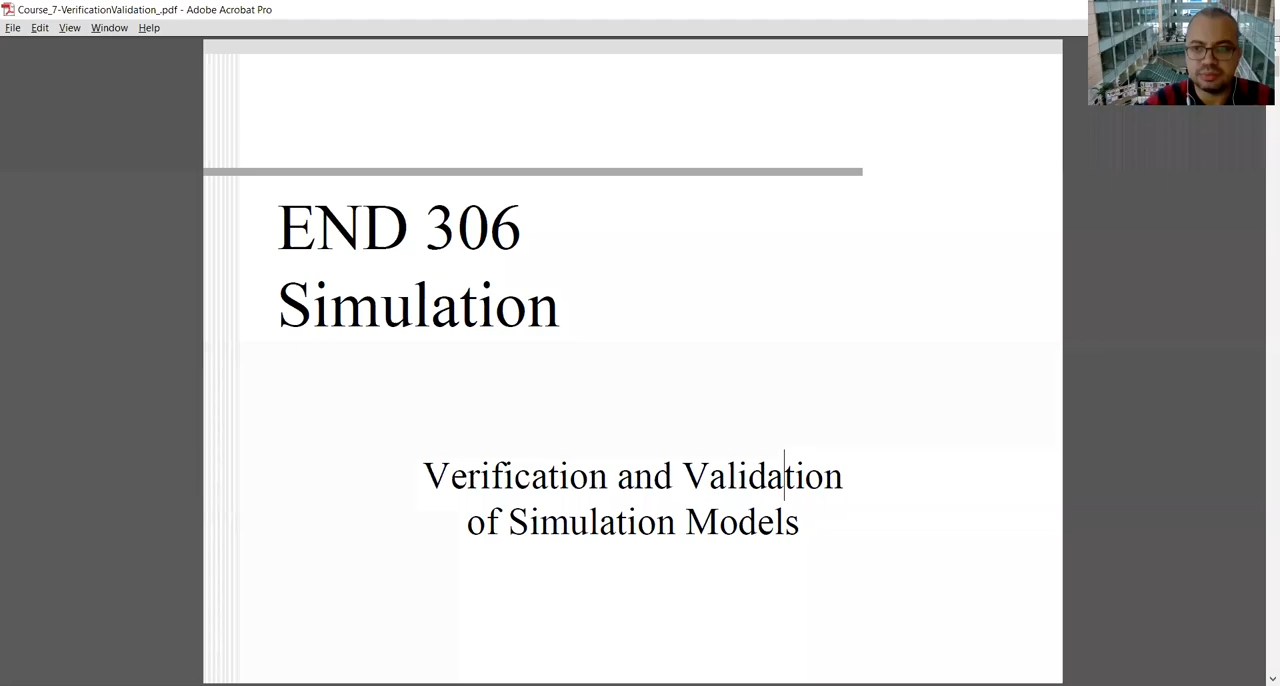 Course_7-VerificationValidation_.pdf - Adobe Acrobat Pro
File Edit View Window Help
END 306
Simulation
Verification and Validation
of Simulation Models